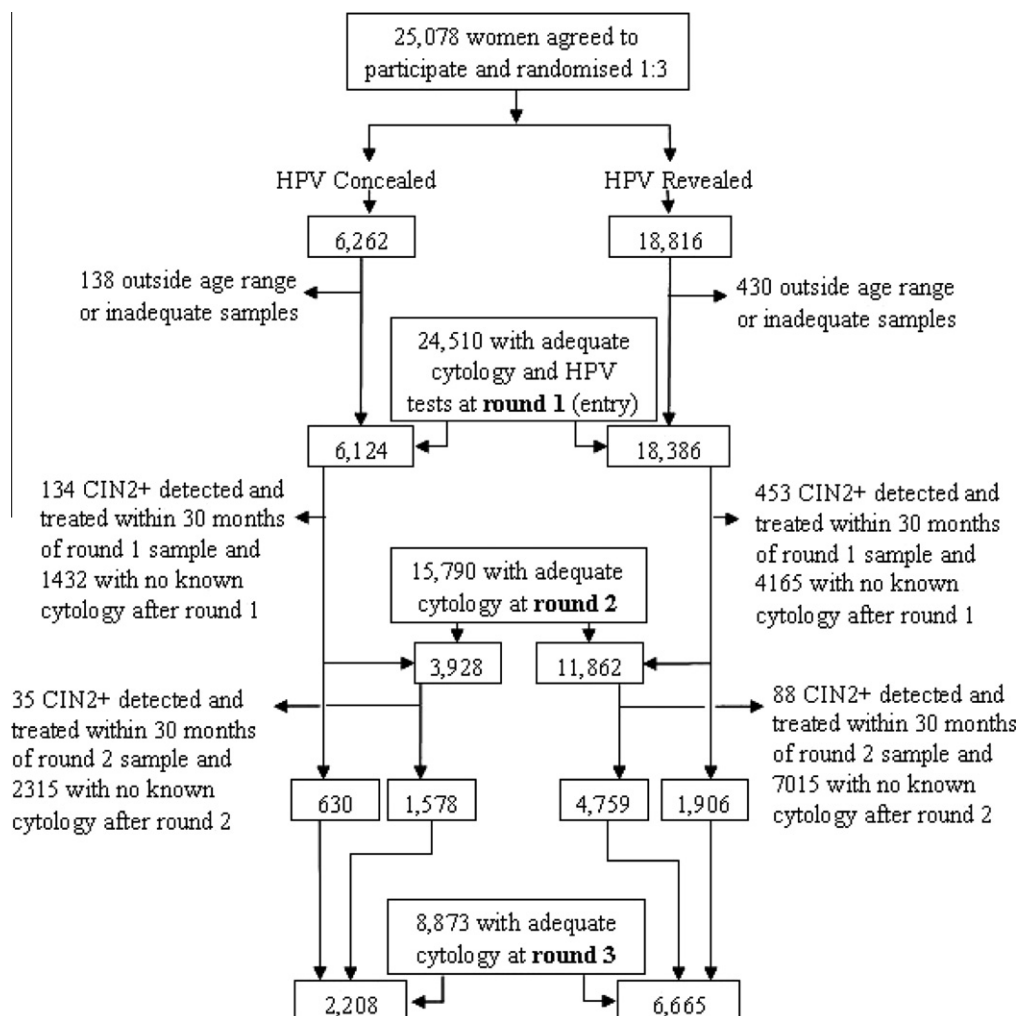 25,078 women agreed to
participate and randomised 1:3
HPV Concealed
HPV Revealed
6,262
18,816
138 outside age range
or inadequate samples
430 outside age range
or inadequate samples
24,510 with adequate
cytology and HPV
tests at round 1 (entry)
6,124
18,386
134 CIN2+ detected and
treated within 30 months
of round 1 sample and
1432 with no known
cytology after round 1
453 CIN2+ detected and
treated within 30 months
of round 1 sample and
4165 with no known
cytology after round 1
15,790 with adequate
cytology at round 2
3,928
11,862
35 CIN2+ detected and
treated within 30 months
of round 2 sample and
2315 with no known
cytology after round 2
88 CIN2+ detected and
treated within 30 months
of round 2 sample and
7015 with no known
cytology after round 2
630
1,578
4,759
1,906
8,873 with adequate
cytology at round 3
2,208
6,665